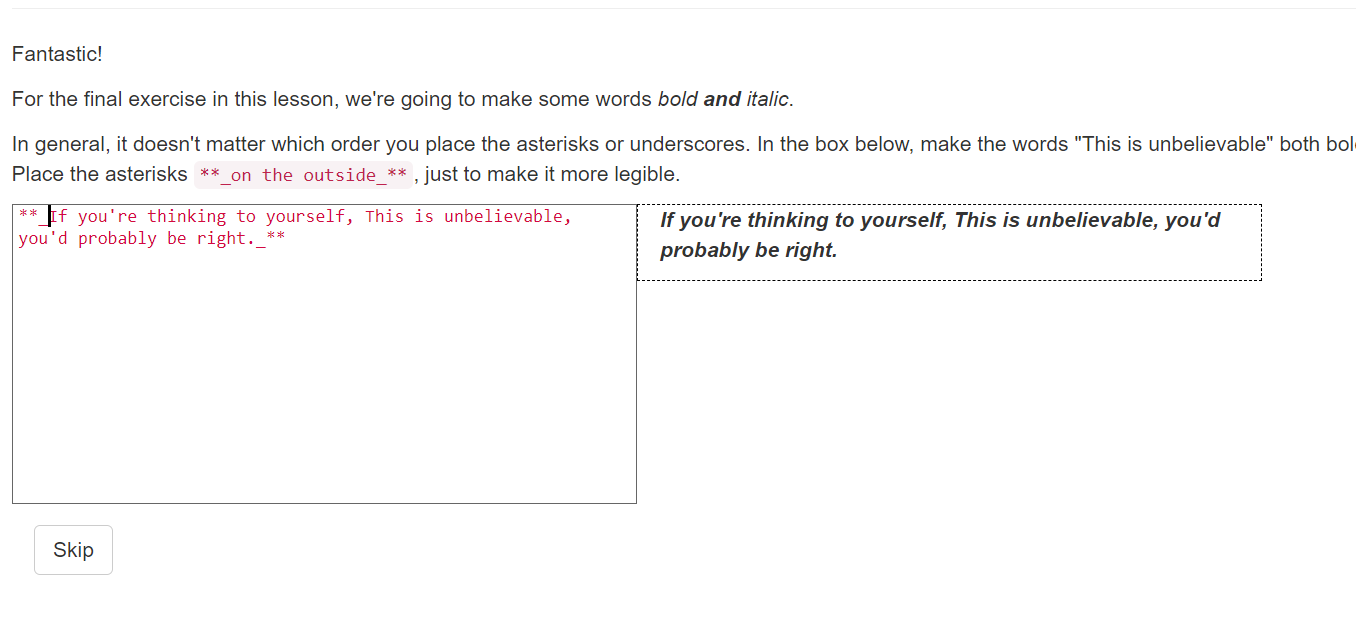 Fantastic!
For the final exercise in this lesson, we're going to make some words bold and italic.
In general, it doesn't matter which order you place the asterisks or underscores. In the box below, make the words "This is unbelievable" both bol
Place the asterisks **_on the outside_** , just to make it more legible.
**_If you're thinking to yourself, This is unbelievable,
you'd probably be right._**
If you're thinking to yourself, This is unbelievable, you'd
probably be right.
Skip